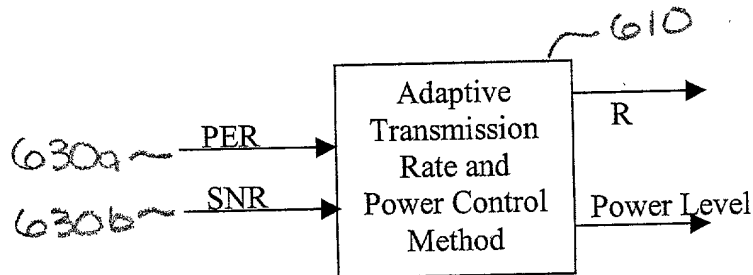 610
Adaptive
Transmission
Rate and
Power Control
Method
630a
PER
630b
SNR
R
Power Level